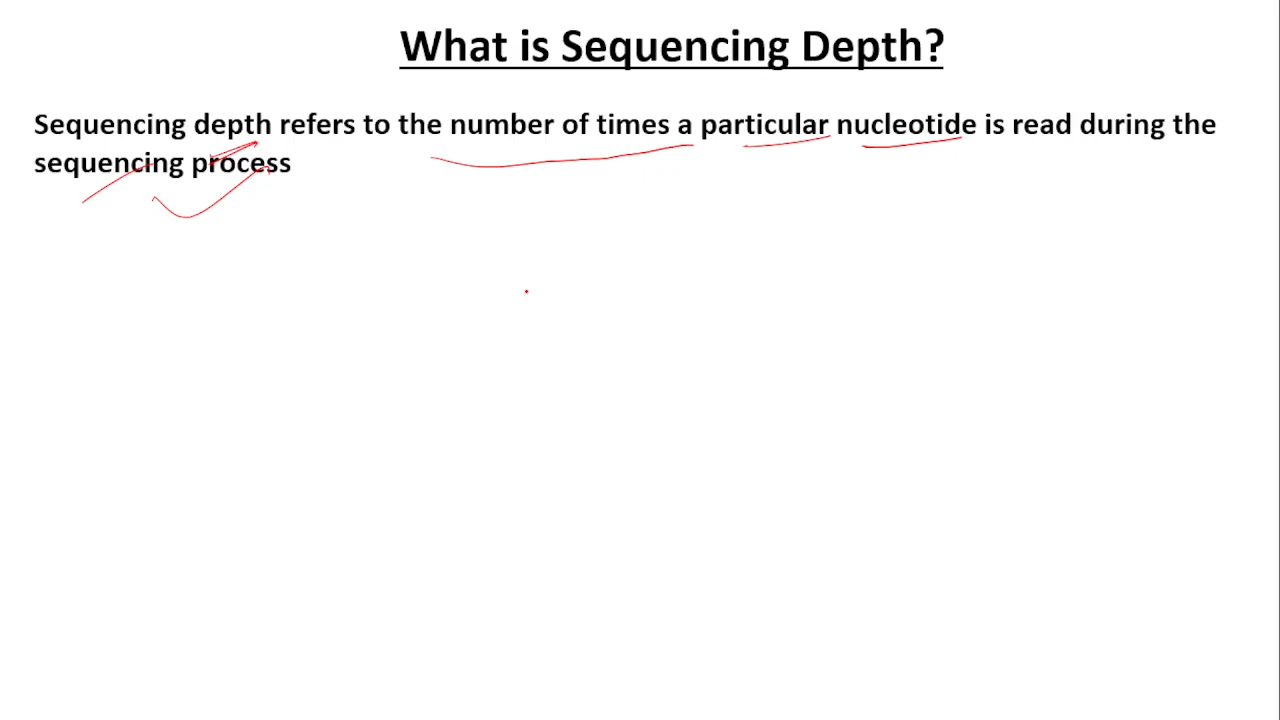 What is Sequencing Depth?
Sequencing depth refers to the number of times a particular nucleotide is read during the
sequencing process